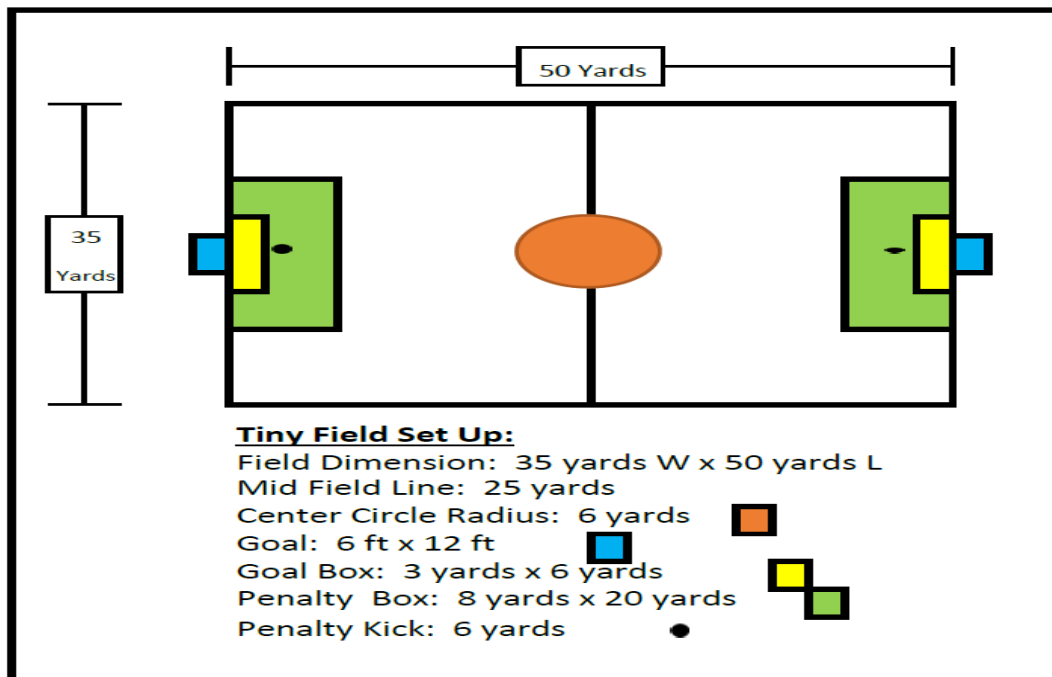 50 Yards
35
Yards
Tiny Field Set Up:
Field Dimension: 35 yards W x 50 yards L
Mid Field Line: 25 yards
Center Circle Radius: 6 yards
Goal: 6 ft x 12 ft
Goal Box: 3 yards x 6 yards
Penalty Box: 8 yards x 20 yards
Penalty Kick: 6 yards